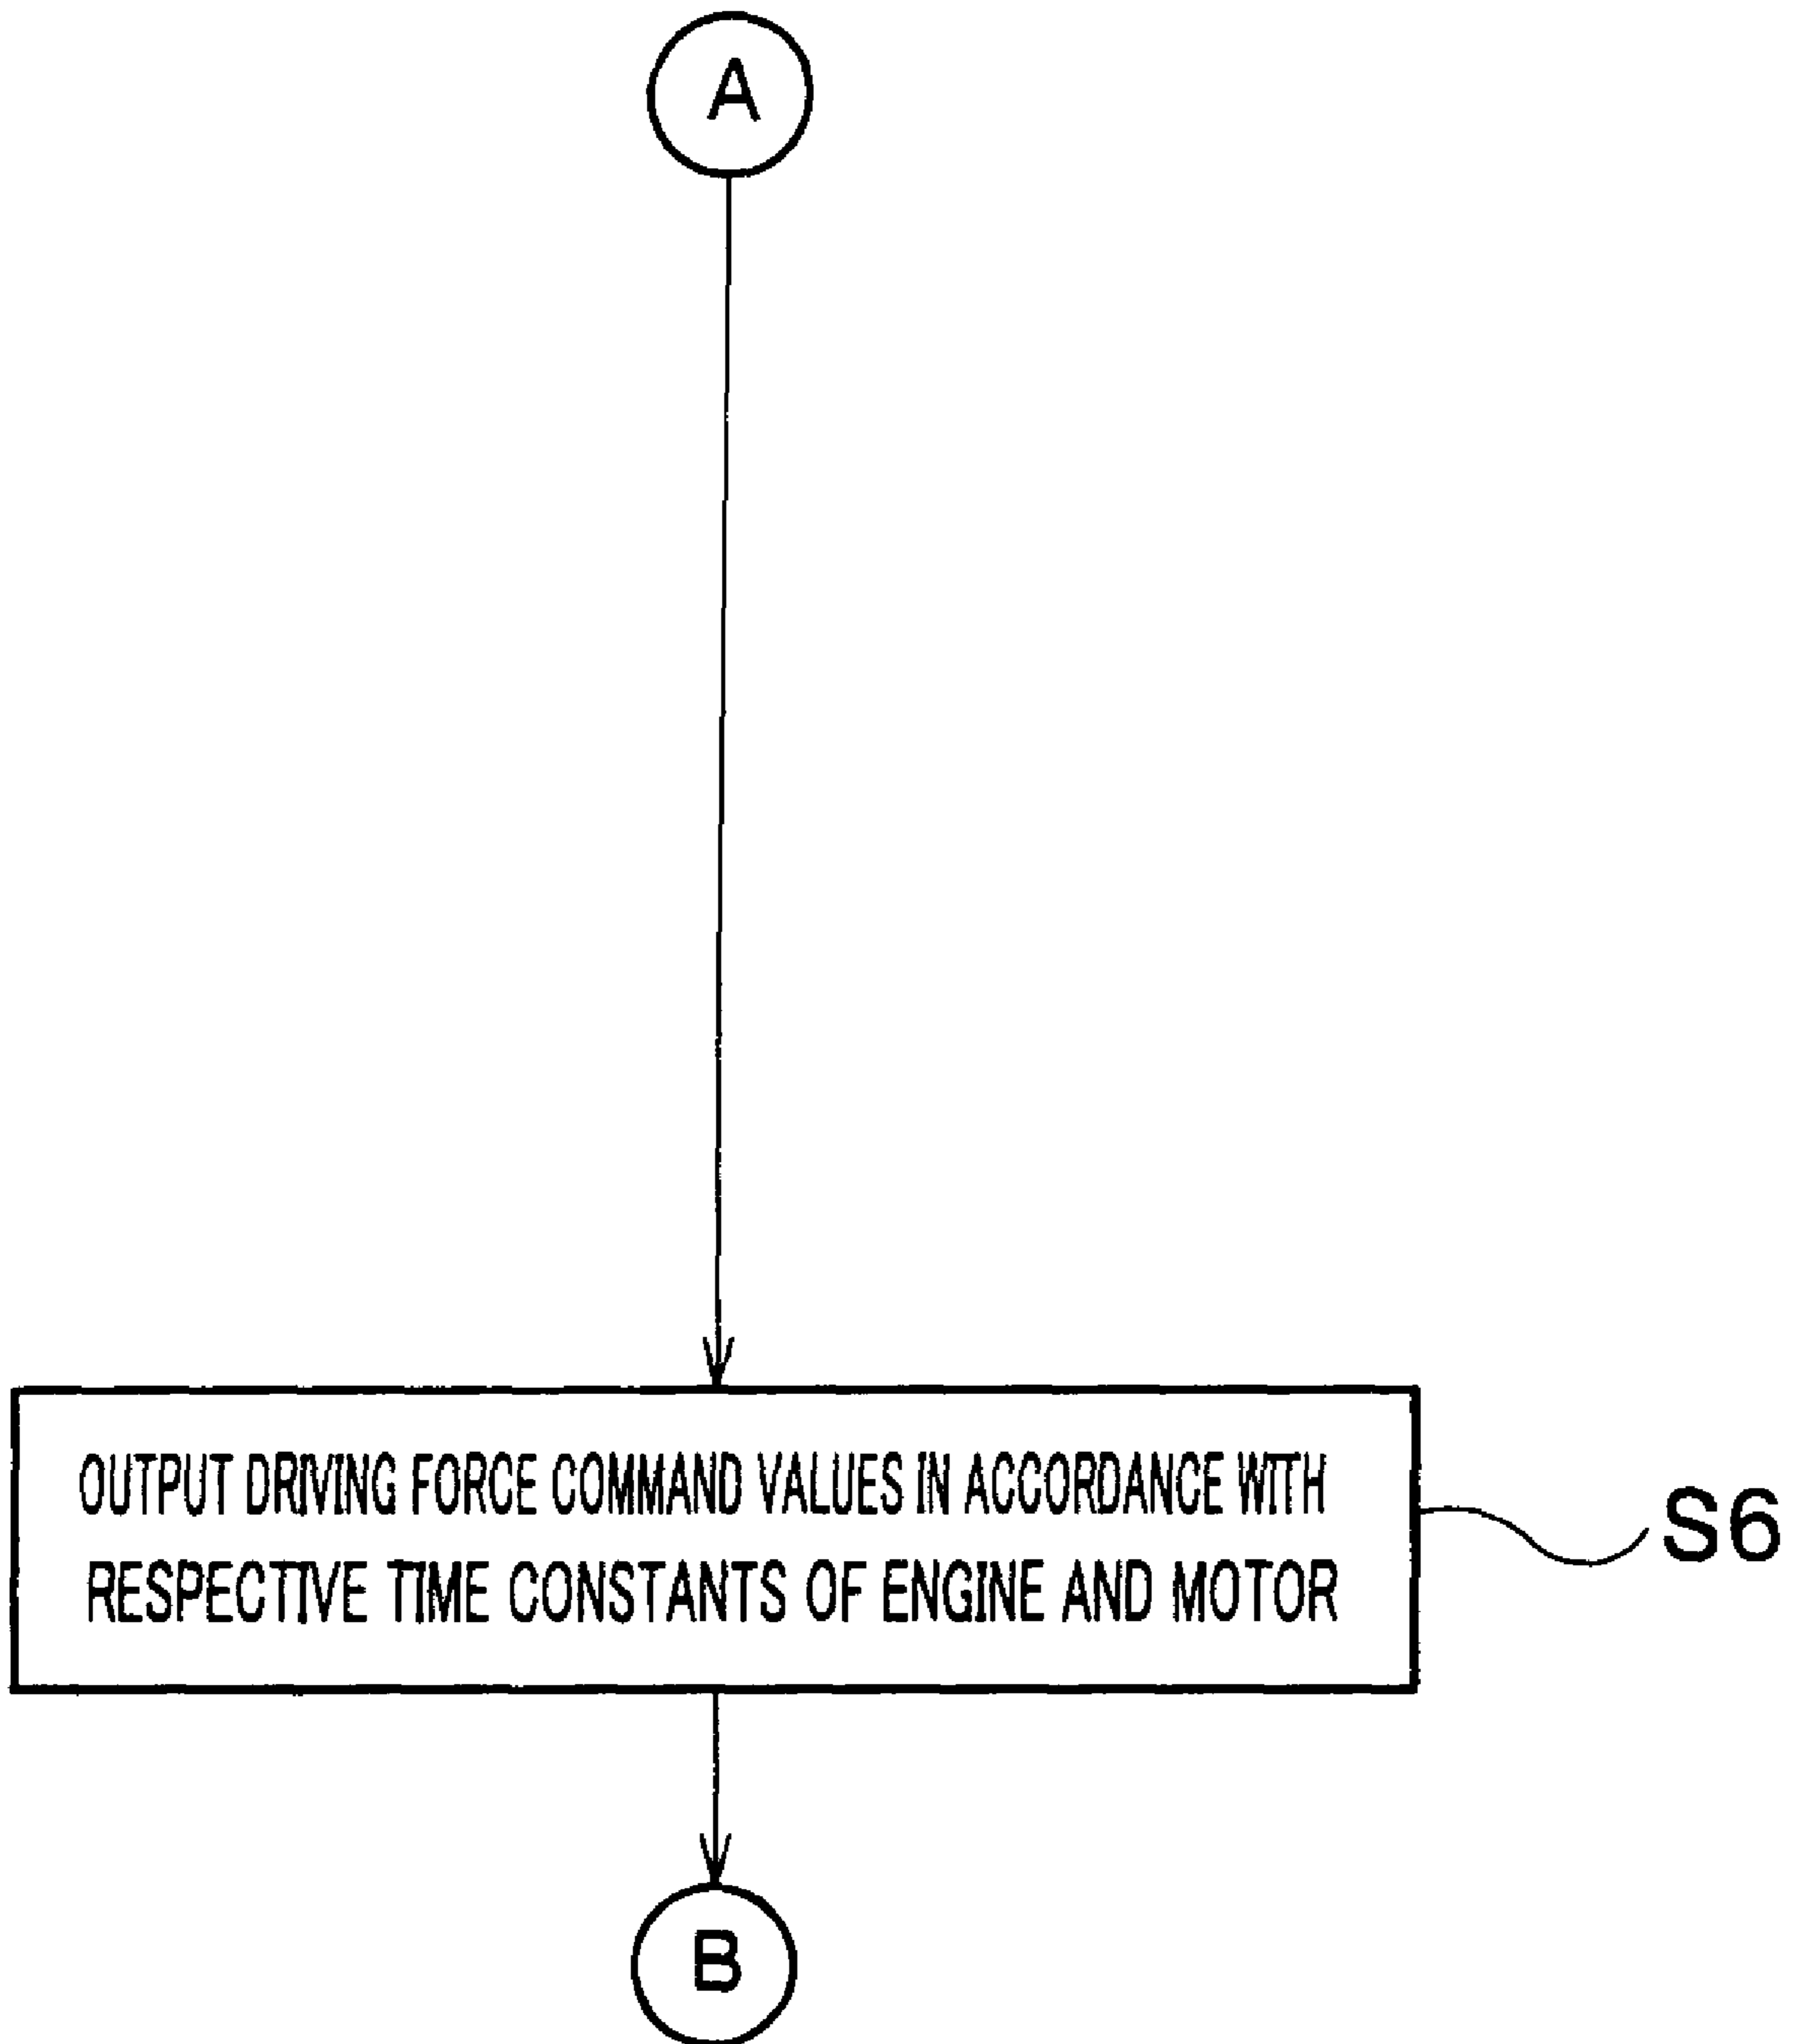 A
OUTPUT DRIVING FORCE COMMAND VALUES IN ACCORDANCE WITH
RESPECTIVE TIME CONSTANTS OF ENGINE AND MOTOR
S6
B